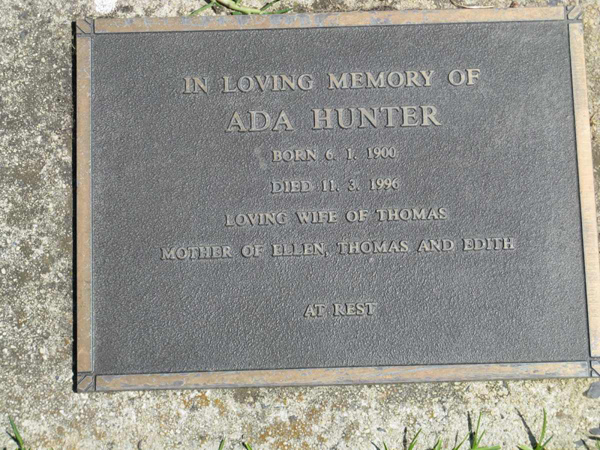 IN LOVING MEMORY OF
ADA HUNTER
BORN 6. 1. 1900
DIED 11. 3. 1996
LOVING WIFE OF THOMAS
MOTHER OF ELLEN, THOMAS AND EDITH
AT REST